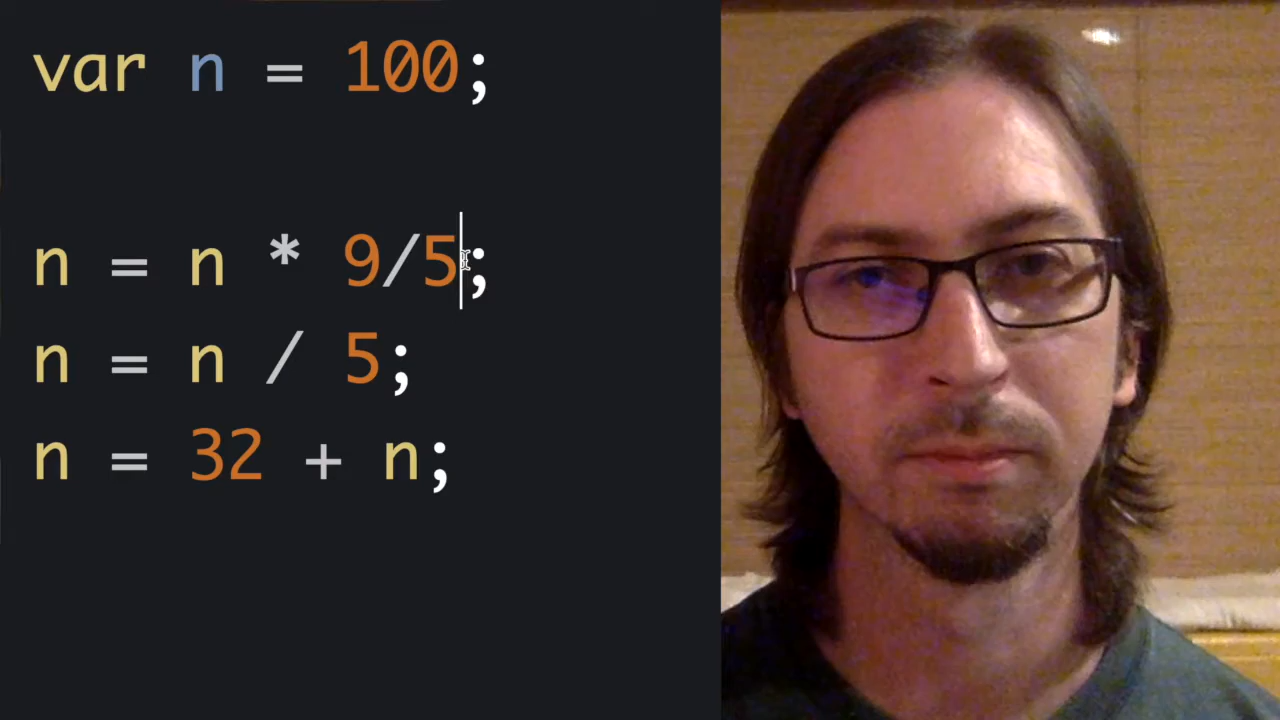 var n = 100;
n = n * 9/5;
n = n / 5;
n = 32 + n;